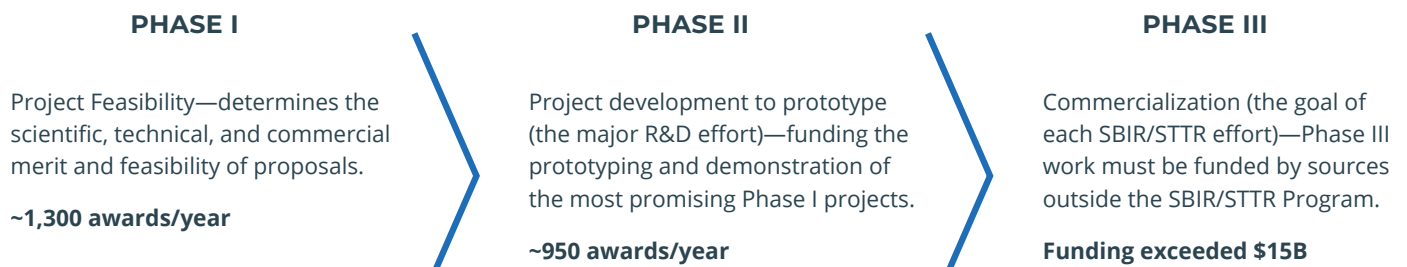 PHASE I
Project Feasibility—determines the
scientific, technical, and commercial
merit and feasibility of proposals.
~1,300 awards/year
PHASE II
Project development to prototype
(the major R&D effort)—funding the
prototyping and demonstration of
the most promising Phase I projects.
~950 awards/year
PHASE III
Commercialization (the goal of
each SBIR/STTR effort)—Phase III
work must be funded by sources
outside the SBIR/STTR Program.
Funding exceeded $15B